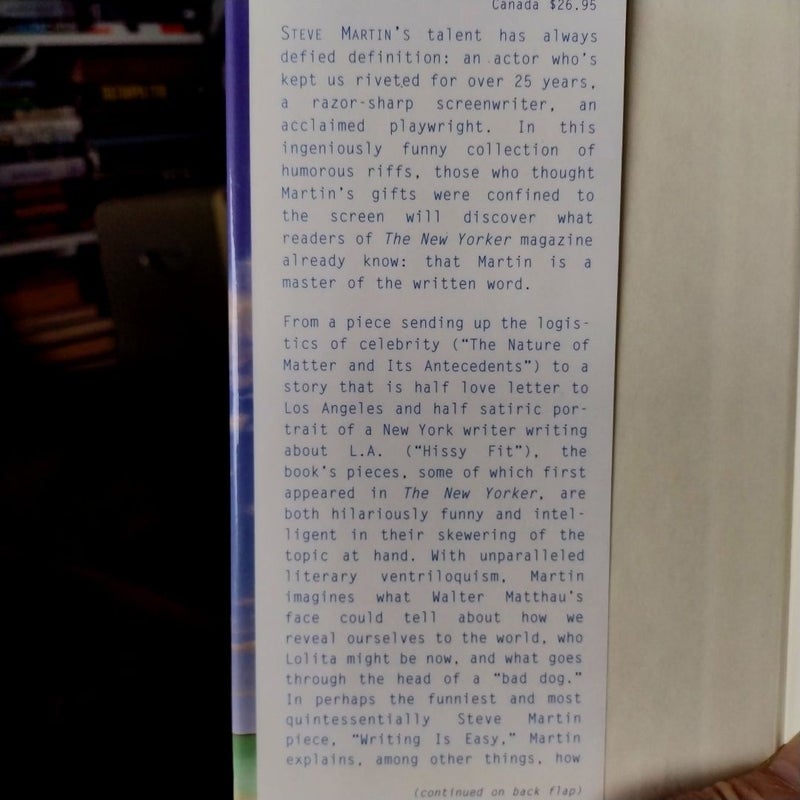 Canada $26.95
STEVE MARTIN'S talent has always
defied definition: an actor who's
kept us riveted for over 25 years,
a razor-sharp screenwriter, an
acclaimed playwright. In this
ingeniously funny collection of
humorous riffs, those who thought
Martin's gifts were confined to
the screen will discover what
readers of The New Yorker magazine
already know: that Martin is a
master of the written word.
From a piece sending up the logis-
tics of celebrity ("The Nature of
Matter and Its Antecedents") to a
story that is half love letter to
Los Angeles and half satiric por-
trait of a New York writer writing
about L.A. ("Hissy Fit"), the
book's pieces, some of which first
appeared in The New Yorker, are
both hilariously funny and intel-
ligent in their skewering of the
topic at hand. With unparalleled
literary ventriloquism, Martin
imagines what Walter Matthau's
face could tell about how we
reveal ourselves to the world, who
Lolita might be now, and what goes
through the head of a "bad dog."
In perhaps the funniest and most
quintessentially Steve Martin
piece, "Writing Is Easy," Martin
explains, among other things, how
(continued on back flap)